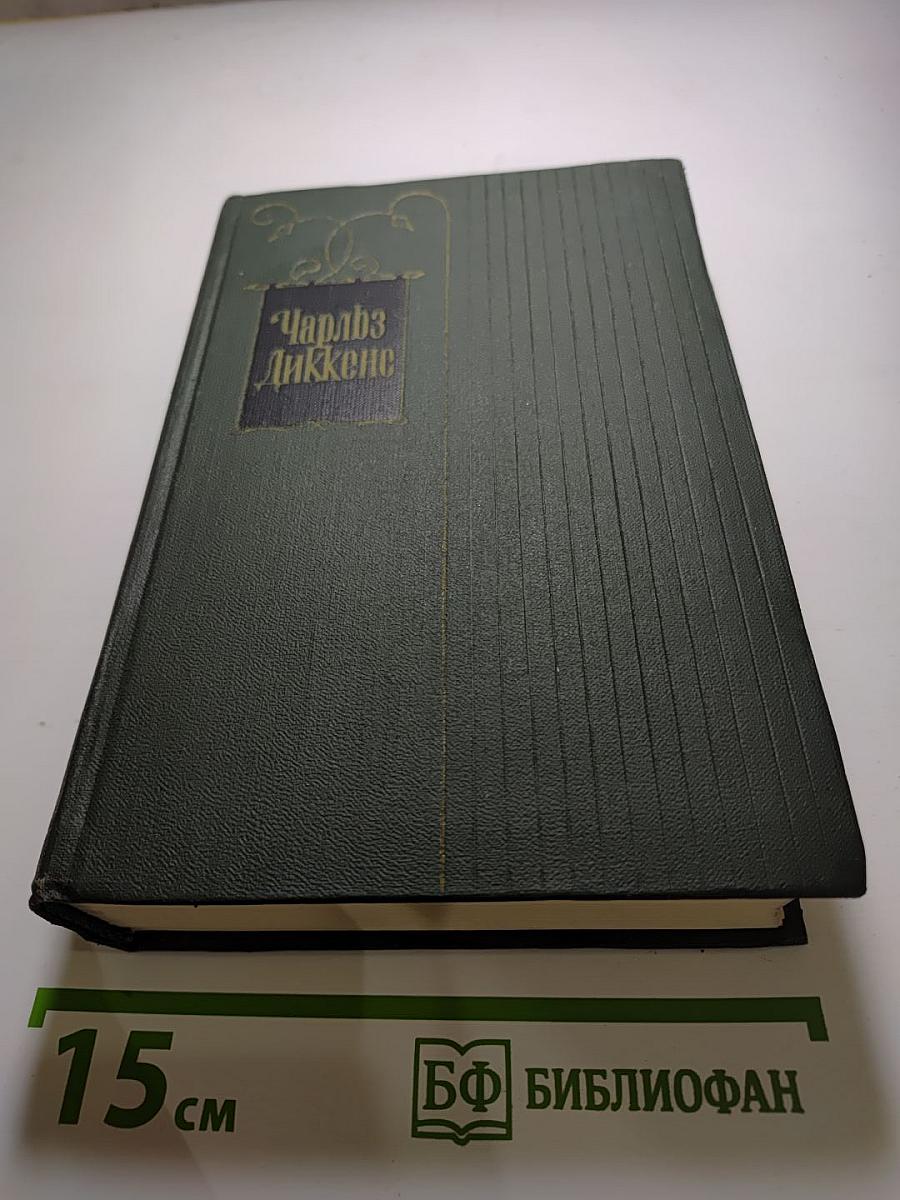 Чарльз
Диккенс
15 см
БФ БИБЛИОФАН